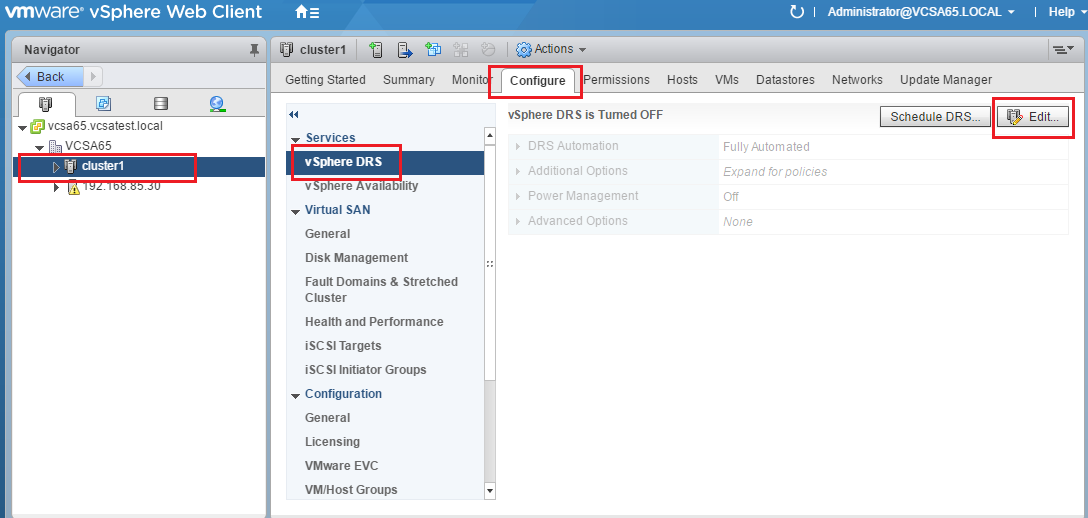 vmware® vSphere Web Client
Administrator@VCSA65.LOCAL
Help
Navigator
Back
vcsa65.vcsatest.local
VCSA65
cluster1
192.168.85.30
cluster1
Actions
Getting Started
Summary
Monitor
Configure
Permissions
Hosts
VMs
Datastores
Networks
Update Manager
Services
vSphere DRS
vSphere Availability
Virtual SAN
General
Disk Management
Fault Domains & Stretched
Cluster
Health and Performance
iSCSI Targets
iSCSI Initiator Groups
Configuration
General
Licensing
VMware EVC
VM/Host Groups
vSphere DRS is Turned OFF
Schedule DRS...
Edit...
DRS Automation
Fully Automated
Additional Options
Expand for policies
Power Management
Off
Advanced Options
None